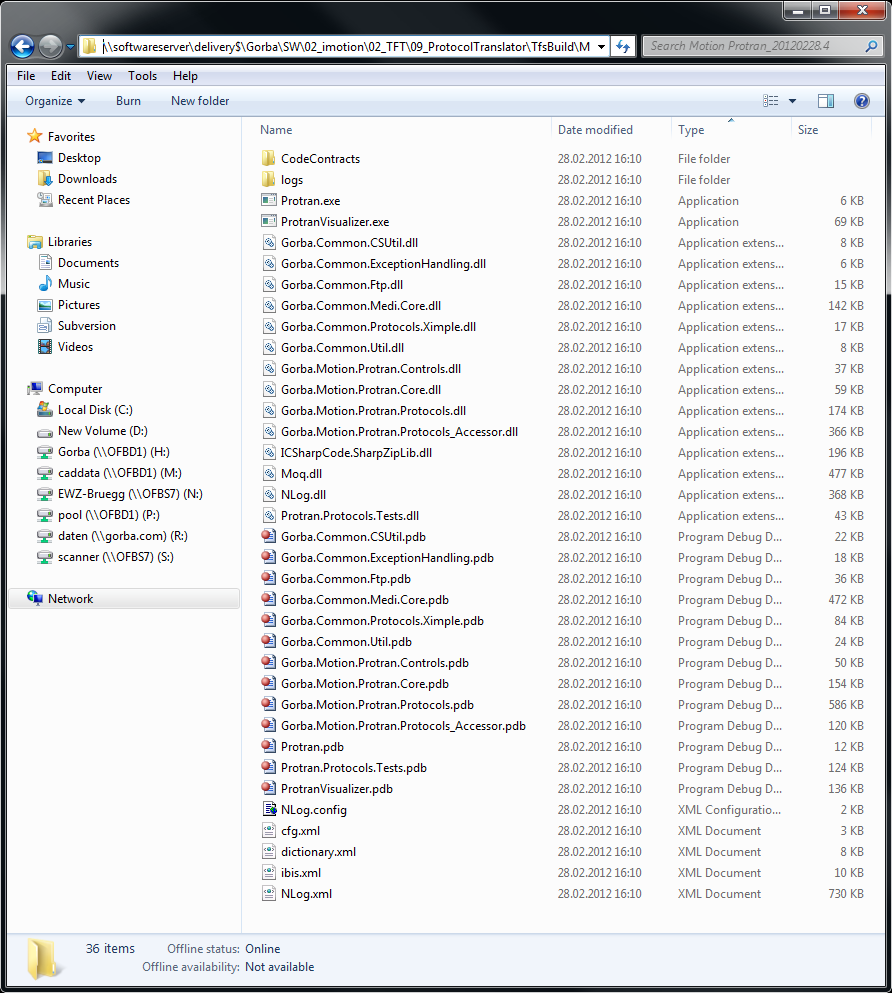 \\softwareserver\delivery$\Gorba\SW\02_imotion\02_TFT\09_ProtocolTranslator\TfsBuild\M Search Motion Protran_20120228.4
File Edit View Tools Help
Organize Burn New folder
Favorites
Desktop
Downloads
Recent Places
Libraries
Documents
Music
Pictures
Subversion
Videos
Computer
Local Disk (C:)
New Volume (D:)
Gorba (\\OFBD1) (H:)
caddata (\\OFBD1) (M:)
EWZ-Bruegg (\\OFBS7) (N:)
pool (\\OFBD1) (P:)
daten (\\gorba.com) (R:)
scanner (\\OFBS7) (S:)
Network
Name Date modified Type Size
CodeContracts 28.02.2012 16:10 File folder
logs 28.02.2012 16:10 File folder
Protran.exe 28.02.2012 16:10 Application 6 KB
ProtranVisualizer.exe 28.02.2012 16:10 Application 69 KB
Gorba.Common.CSUtil.dll 28.02.2012 16:10 Application extens... 8 KB
Gorba.Common.ExceptionHandling.dll 28.02.2012 16:10 Application extens... 6 KB
Gorba.Common.Ftp.dll 28.02.2012 16:10 Application extens... 15 KB
Gorba.Common.Medi.Core.dll 28.02.2012 16:10 Application extens... 142 KB
Gorba.Common.Protocols.Ximple.dll 28.02.2012 16:10 Application extens... 17 KB
Gorba.Common.Util.dll 28.02.2012 16:10 Application extens... 8 KB
Gorba.Motion.Protran.Controls.dll 28.02.2012 16:10 Application extens... 37 KB
Gorba.Motion.Protran.Core.dll 28.02.2012 16:10 Application extens... 59 KB
Gorba.Motion.Protran.Protocols.dll 28.02.2012 16:10 Application extens... 174 KB
Gorba.Motion.Protran.Protocols_Accessor.dll 28.02.2012 16:10 Application extens... 366 KB
ICSharpCode.SharpZipLib.dll 28.02.2012 16:10 Application extens... 196 KB
Moq.dll 28.02.2012 16:10 Application extens... 477 KB
NLog.dll 28.02.2012 16:10 Application extens... 368 KB
Protran.Protocols.Tests.dll 28.02.2012 16:10 Application extens... 43 KB
Gorba.Common.CSUtil.pdb 28.02.2012 16:10 Program Debug D... 22 KB
Gorba.Common.ExceptionHandling.pdb 28.02.2012 16:10 Program Debug D... 18 KB
Gorba.Common.Ftp.pdb 28.02.2012 16:10 Program Debug D... 36 KB
Gorba.Common.Medi.Core.pdb 28.02.2012 16:10 Program Debug D... 472 KB
Gorba.Common.Protocols.Ximple.pdb 28.02.2012 16:10 Program Debug D... 84 KB
Gorba.Common.Util.pdb 28.02.2012 16:10 Program Debug D... 24 KB
Gorba.Motion.Protran.Controls.pdb 28.02.2012 16:10 Program Debug D... 50 KB
Gorba.Motion.Protran.Core.pdb 28.02.2012 16:10 Program Debug D... 154 KB
Gorba.Motion.Protran.Protocols.pdb 28.02.2012 16:10 Program Debug D... 586 KB
Gorba.Motion.Protran.Protocols_Accessor.pdb 28.02.2012 16:10 Program Debug D... 120 KB
Protran.pdb 28.02.2012 16:10 Program Debug D... 12 KB
Protran.Protocols.Tests.pdb 28.02.2012 16:10 Program Debug D... 124 KB
ProtranVisualizer.pdb 28.02.2012 16:10 Program Debug D... 136 KB
NLog.config 28.02.2012 16:10 XML Configuratio... 2 KB
cfg.xml 28.02.2012 16:10 XML Document 3 KB
dictionary.xml 28.02.2012 16:10 XML Document 8 KB
ibis.xml 28.02.2012 16:10 XML Document 10 KB
NLog.xml 28.02.2012 16:10 XML Document 730 KB
36 items Offline status: Online
Offline availability: Not available